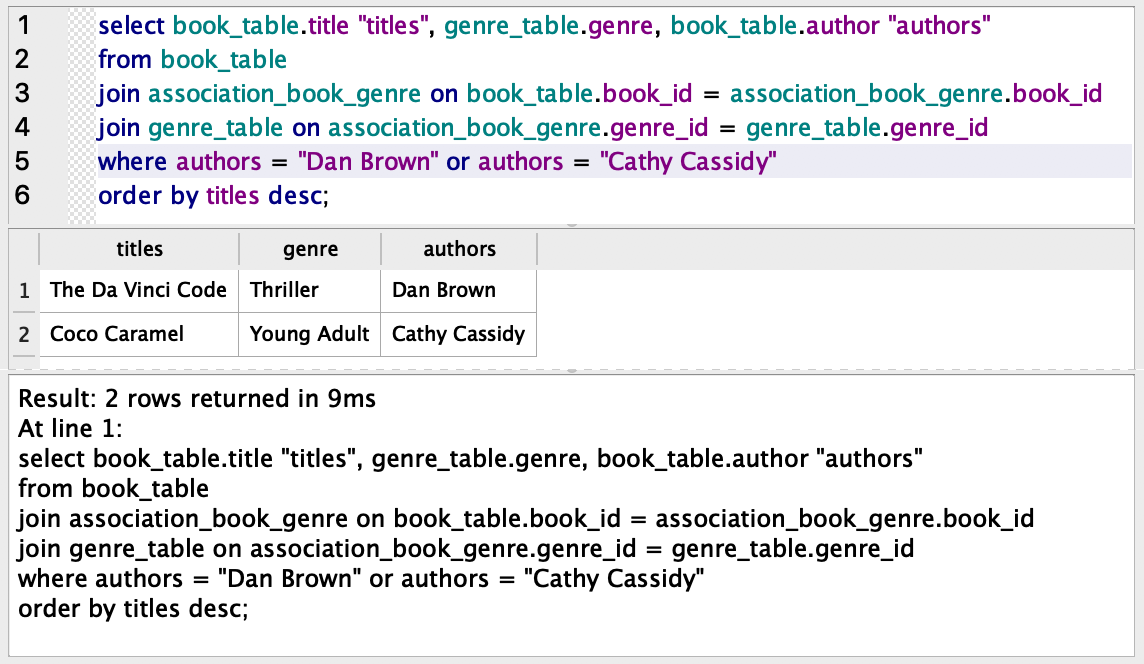 1 select book_table.title "titles", genre_table.genre, book_table.author "authors"
2 from book_table
3 join association_book_genre on book_table.book_id = association_book_genre.book_id
4 join genre_table on association_book_genre.genre_id = genre_table.genre_id
5 where authors = "Dan Brown" or authors = "Cathy Cassidy"
6 order by titles desc;
titles genre authors
1 The Da Vinci Code Thriller Dan Brown
2 Coco Caramel Young Adult Cathy Cassidy
Result: 2 rows returned in 9ms
At line 1:
select book_table.title "titles", genre_table.genre, book_table.author "authors"
from book_table
join association_book_genre on book_table.book_id = association_book_genre.book_id
join genre_table on association_book_genre.genre_id = genre_table.genre_id
where authors = "Dan Brown" or authors = "Cathy Cassidy"
order by titles desc;